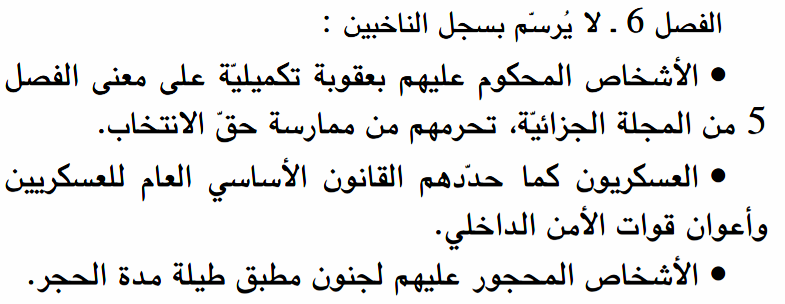 الفصل 6 ـ لا يُرسّم بسجل الناخبين :
• الأشخاص المحكوم عليهم بعقوبة تكميليّة على معنى الفصل
5 من المجلة الجزائيّة، تحرمهم من ممارسة حقّ الانتخاب.
• العسكريون كما حدّدهم القانون الأساسي العام للعسكريين
وأعوان قوات الأمن الداخلي.
• الأشخاص المحجور عليهم لجنون مطبق طيلة مدة الحجر.